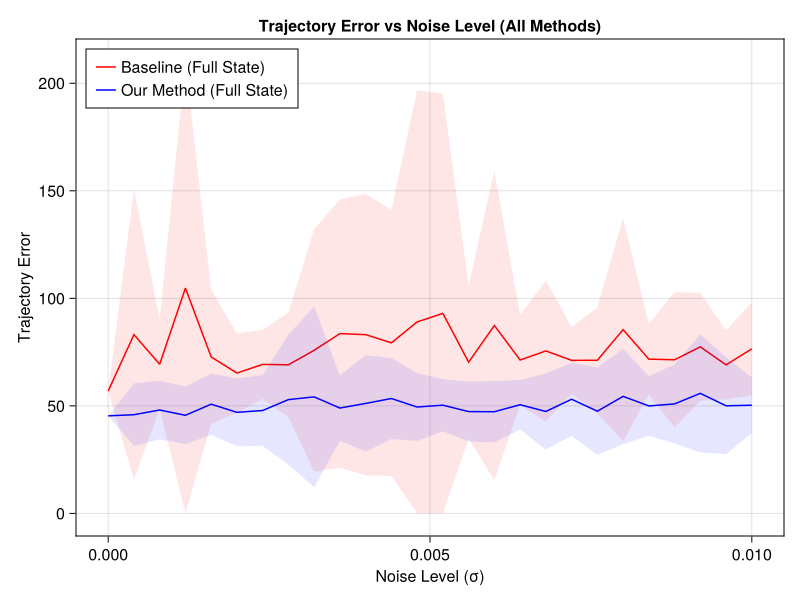 Trajectory Error vs Noise Level (All Methods)
Baseline (Full State)
Our Method (Full State)
200
150
100
50
0
Trajectory Error
0.000
0.005
0.010
Noise Level (σ)